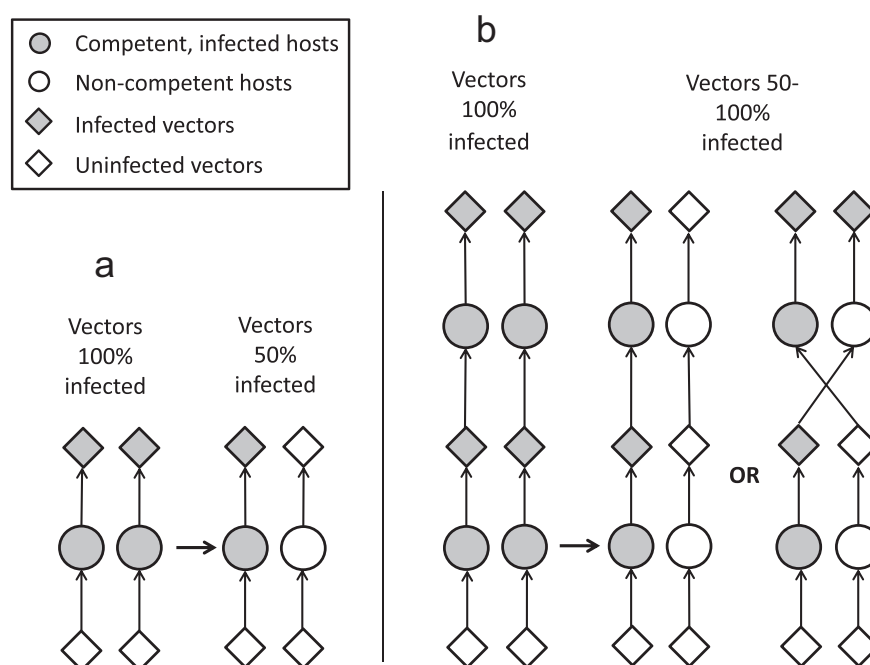 Competent, infected hosts
Non-competent hosts
Infected vectors
Uninfected vectors
a
Vectors
100%
infected
Vectors
50%
infected
b
Vectors
100%
infected
Vectors 50-
100%
infected
OR